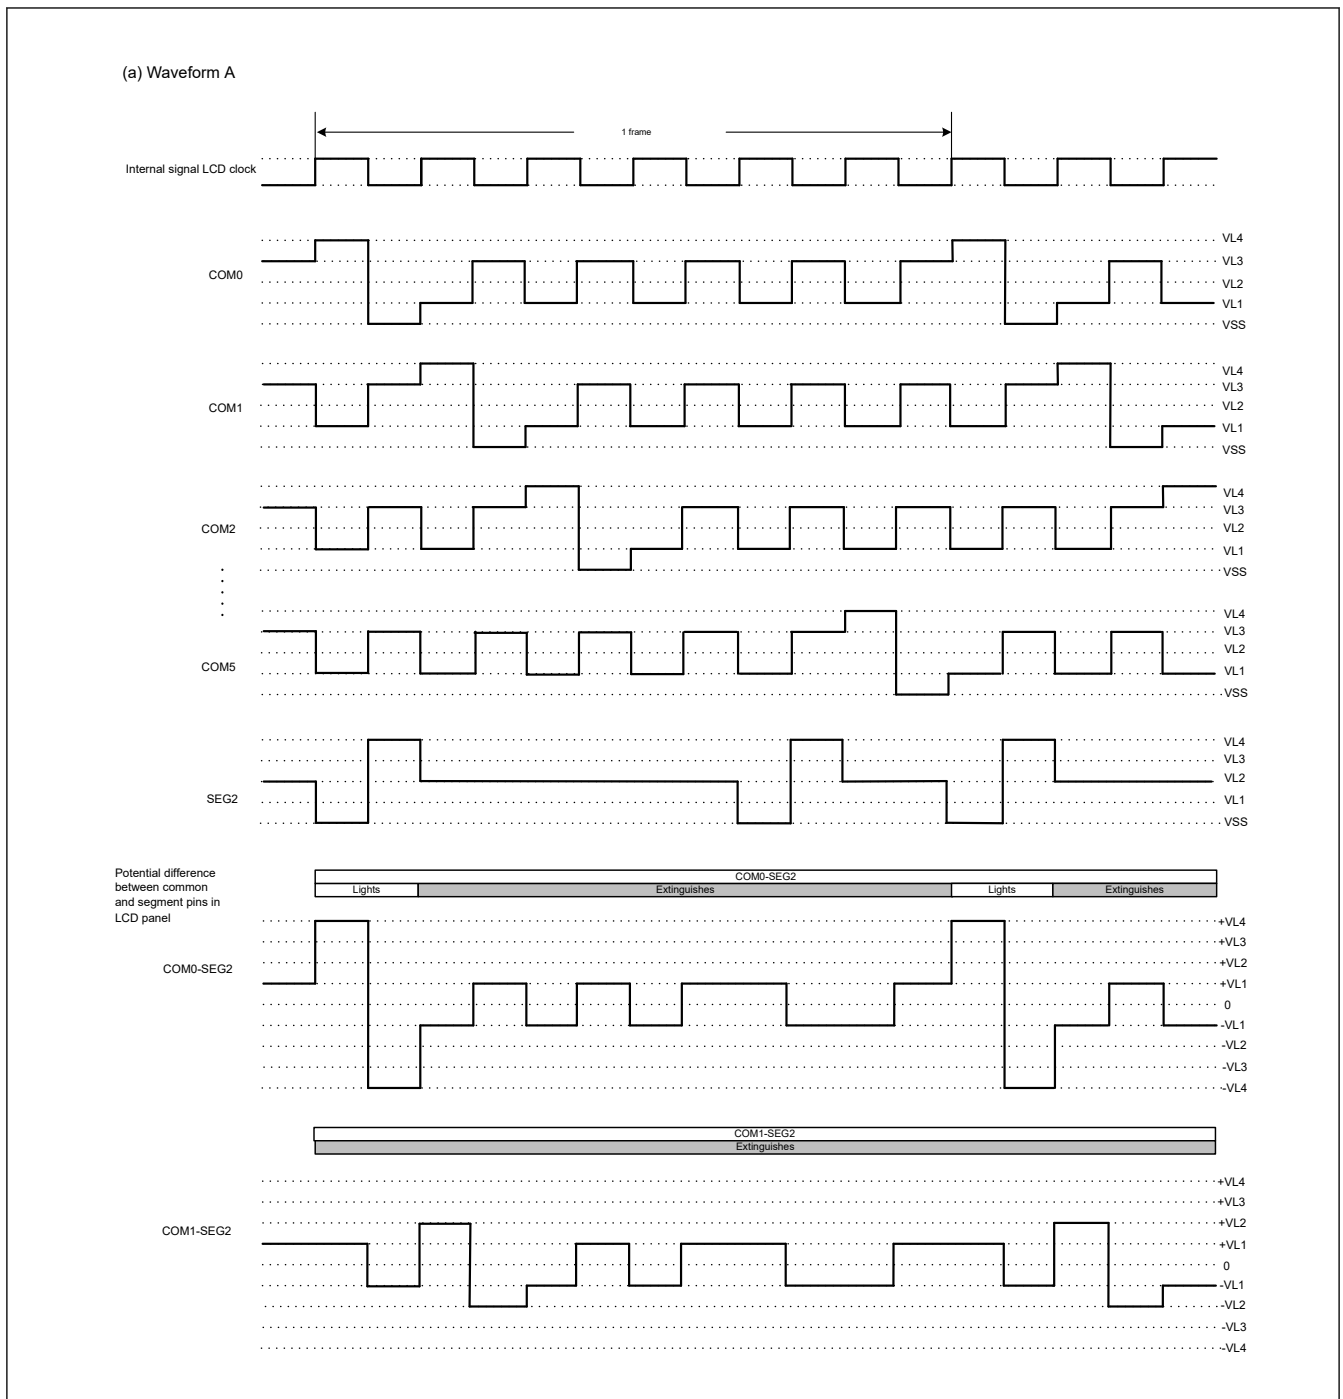 (a) Waveform A
1 frame
Internal signal LCD clock
COM0
VL4
VL3
VL2
VL1
VSS
COM1
VL4
VL3
VL2
VL1
VSS
COM2
VL4
VL3
VL2
VL1
VSS
COM5
VL4
VL3
VL2
VL1
VSS
SEG2
VL4
VL3
VL2
VL1
VSS
Potential difference
between common
and segment pins in
LCD panel
COM0-SEG2
Lights
Extinguishes
Lights
Extinguishes
COM0-SEG2
+VL4
+VL3
+VL2
+VL1
0
-VL1
-VL2
-VL3
-VL4
COM1-SEG2
Extinguishes
COM1-SEG2
+VL4
+VL3
+VL2
+VL1
0
-VL1
-VL2
-VL3
-VL4